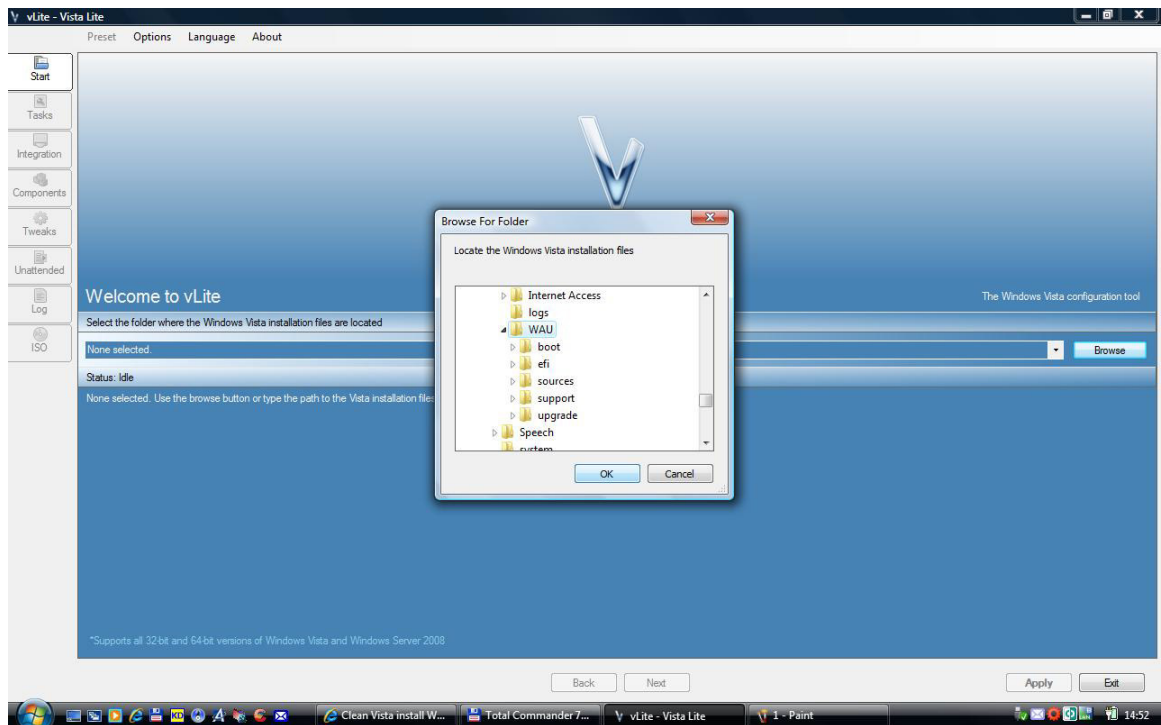 vLite - Vista Lite
Preset Options Language About
Start
Tasks
Integration
Components
Tweaks
Unattended
Log
ISO
Browse For Folder
Locate the Windows Vista installation files
Internet Access
logs
WAU
boot
efi
sources
support
upgrade
Speech
system
OK Cancel
Welcome to vLite
The Windows Vista configuration tool
Select the folder where the Windows Vista installation files are located
None selected.
Browse
Status: Idle
None selected. Use the browse button or type the path to the Vista installation files
*Supports all 32-bit and 64-bit versions of Windows Vista and Windows Server 2008
Back Next Apply Exit
Clean Vista install W... Total Commander 7... vLite - Vista Lite 1 - Paint 14:52